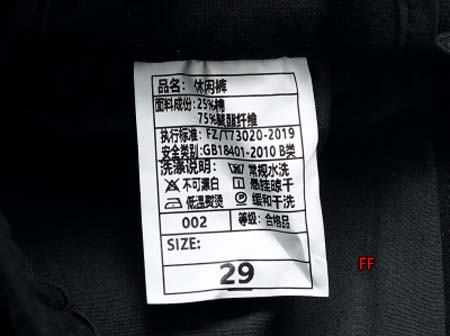 品名：休闲裤
面料成份：25%棉
75%聚酯纤维
执行标准：FZ/T73020-2019
安全类别：GB18401-2010 B类
洗涤说明：常规水洗
不可漂白 悬挂晾干
低温熨烫 缓和干洗
002 等级：合格品
SIZE:
29
FF